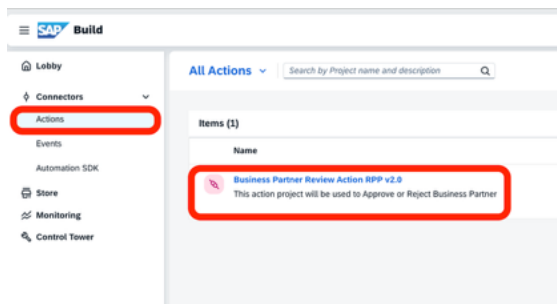 SAP Build
Lobby
Connectors
Actions
Events
Automation SDK
Store
Monitoring
Control Tower
All Actions
Search by Project name and description
Items (1)
Name
Business Partner Review Action RPP v2.0
This action project will be used to Approve or Reject Business Partner